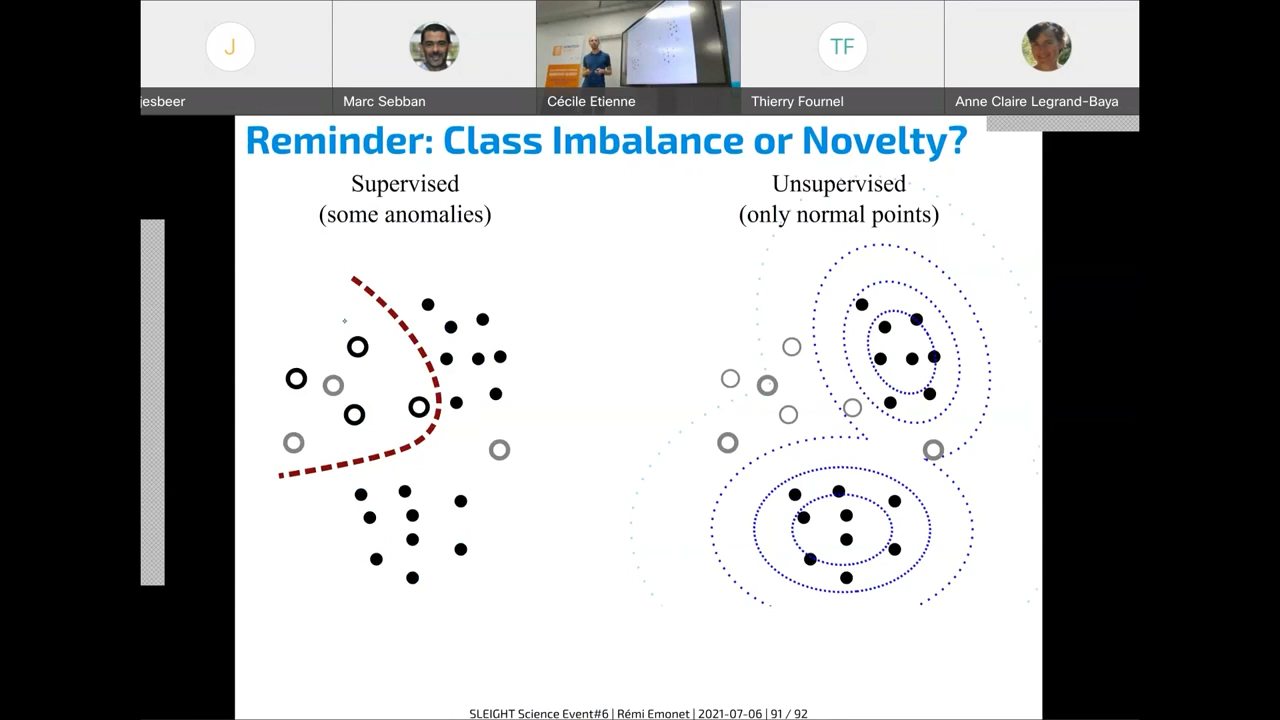 J
TF
jesbeer
Marc Sebban
Cécile Etienne
Thierry Fournel
Anne Claire Legrand-Baya
Reminder: Class Imbalance or Novelty?
Supervised
(some anomalies)
Unsupervised
(only normal points)
SLEIGHT Science Event#6 | Rémi Emonet | 2021-07-06 | 91 / 92